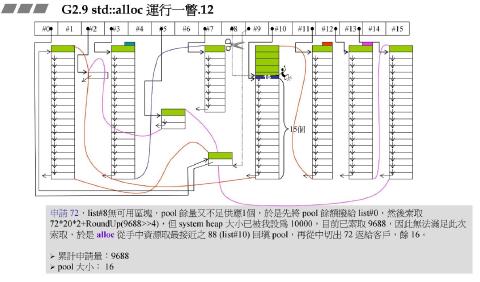 G2.9 std::alloc 運行一瞥.12
#0 #1 #2 #3 #4 #5 #6 #7 #8 #9 #10 #11 #12 #13 #14 #15
15個
申請 72,list#8無可用區塊,pool 餘量又不足供應1個,於是先將 pool 餘額撥給 list#0,然後索取
72*20*2+RoundUp(9688>>4),但 system heap 大小已被我設為 10000,目前已索取 9688,因此無法滿足此次
索取。於是 alloc 從手中資源取最接近之 88 (list#10) 回填 pool,再從中切出 72 返給客戶,餘 16。
➢ 累計申請量:9688
➢ pool 大小: 16